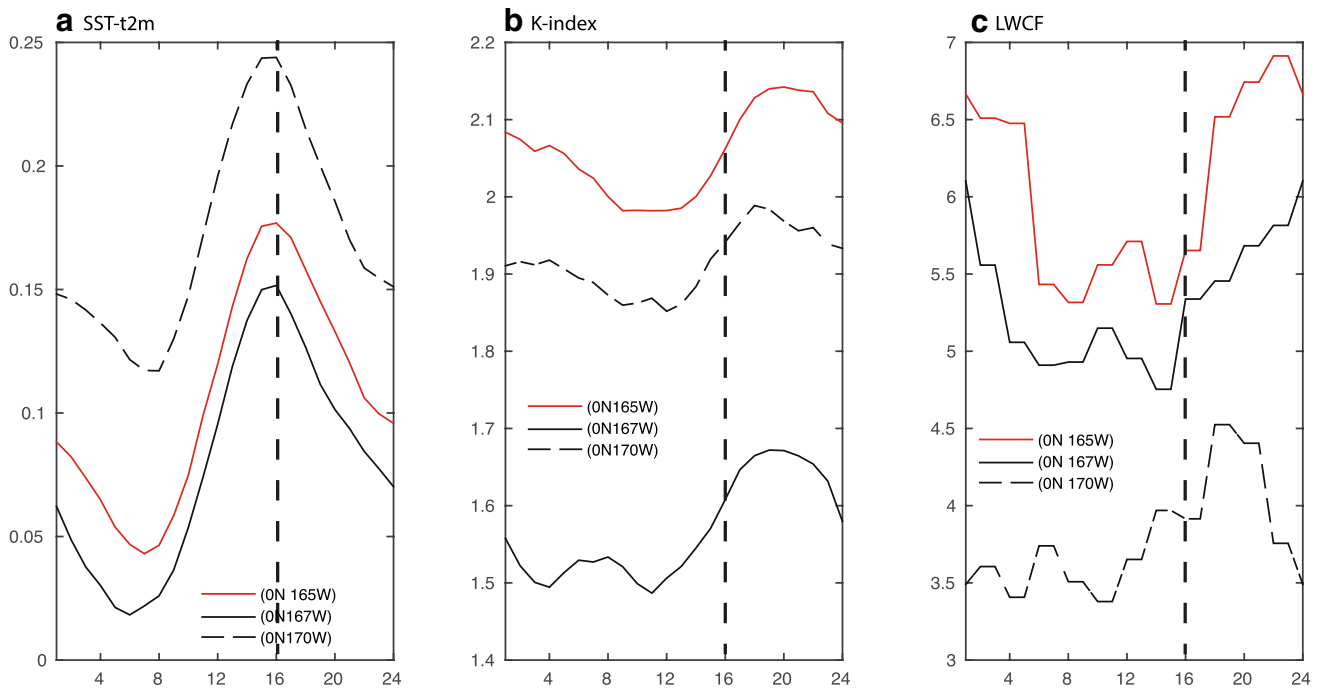 a SST-t2m
0.25
0.2
0.15
0.1
0.05
0
4 8 12 16 20 24
(0N 165W)
(0N167W)
(0N170W)
b K-index
2.2
2.1
2
1.9
1.8
1.7
1.6
1.5
1.4
4 8 12 16 20 24
(0N165W)
(0N167W)
(0N170W)
c LWCF
7
6.5
6
5.5
5
4.5
4
3.5
3
4 8 12 16 20 24
(0N 165W)
(0N 167W)
(0N 170W)